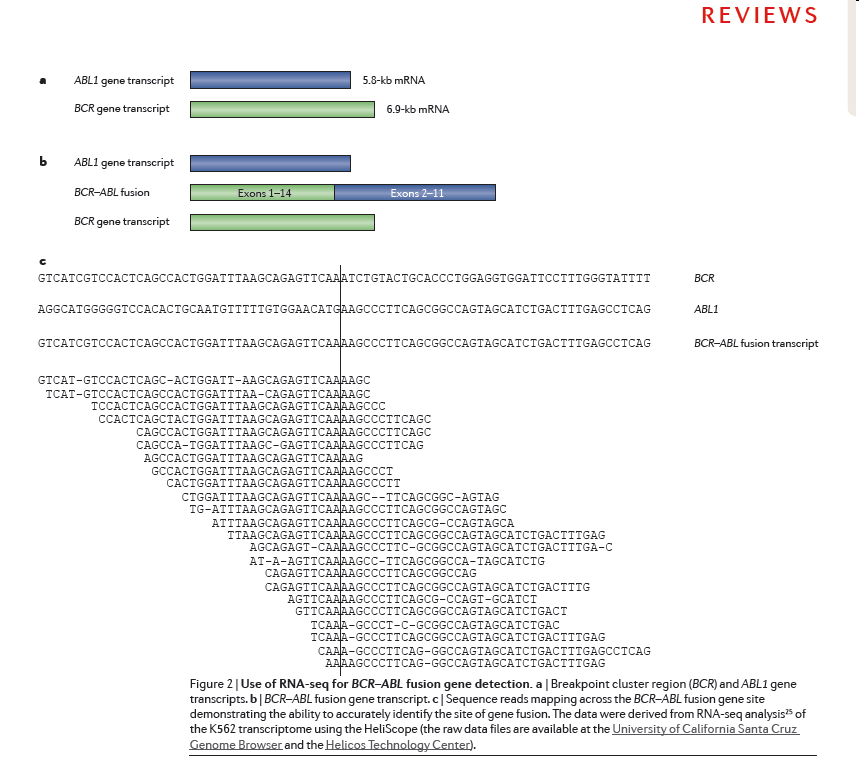 REVIEWS
a
ABL1 gene transcript
5.8-kb mRNA
BCR gene transcript
6.9-kb mRNA
b
ABL1 gene transcript
BCR–ABL fusion
Exons 1–14
Exons 2–11
BCR gene transcript
c
GTCATCGTCCACTCAGCCACTGGATTTAAGCAGAGTTCAAATCTGTACTGCACCCTGGAGGTGGATTCCTTTGGGTATTTT BCR
AGGCATGGGGGTCCACACTGCAATGTTTTTGTGGAACATGAAGCCCTTCAGCGGCCAGTAGCATCTGACTTTGAGCCTCAG ABL1
GTCATCGTCCACTCAGCCACTGGATTTAAGCAGAGTTCAAAAGCCCTTCAGCGGCCAGTAGCATCTGACTTTGAGCCTCAG BCR–ABL fusion transcript
GTCAT-GTCCACTCAGC-ACTGGATT-AAGCAGAGTTCAAAAGC
TCAT-GTCCACTCAGCCACTGGATTTAA-CAGAGTTCAAAAGC
TCCACTCAGCCACTGGATTTAAGCAGAGTTCAAAAGCCC
CCACTCAGCTACTGGATTTAAGCAGAGTTCAAAAGCCCTTCAGC
CAGCCACTGGATTTAAGCAGAGTTCAAAAGCCCTTCAGC
CAGCCA-TGGATTTAAGC-GAGTTCAAAAGCCCTTCAG
AGCCACTGGATTTAAGCAGAGTTCAAAAG
GCCACTGGATTTAAGCAGAGTTCAAAAGCCCT
CACTGGATTTAAGCAGAGTTCAAAAGCCCTT
CTGGATTTAAGCAGAGTTCAAAAGC--TTCAGCGGC-AGTAG
TG-ATTTAAGCAGAGTTCAAAAGCCCTTCAGCGGCCAGTAGC
ATTTAAGCAGAGTTCAAAAGCCCTTCAGCG-CCAGTAGCA
TTAAGCAGAGTTCAAAAGCCCTTCAGCGGCCAGTAGCATCTGACTTTGAG
AGCAGAGT-CAAAAGCCCTTC-GCGGCCAGTAGCATCTGACTTTGA-C
AT-A-AGTTCAAAAGCC-TTCAGCGGCCA-TAGCATCTG
CAGAGTTCAAAAGCCCTTCAGCGGCCAG
CAGAGTTCAAAAGCCCTTCAGCGGCCAGTAGCATCTGACTTTG
AGTTCAAAAGCCCTTCAGCG-CCAGT-GCATCT
GTTCAAAAGCCCTTCAGCGGCCAGTAGCATCTGACT
TCAAA-GCCCT-C-GCGGCCAGTAGCATCTGAC
TCAAA-GCCCTTCAGCGGCCAGTAGCATCTGACTTTGAG
CAAA-GCCCTTCAG-GGCCAGTAGCATCTGACTTTGAGCCTCAG
AAAAGCCCTTCAG-GGCCAGTAGCATCTGACTTTGAG
Figure 2 | Use of RNA-seq for BCR–ABL fusion gene detection. a | Breakpoint cluster region (BCR) and ABL1 gene
transcripts. b | BCR–ABL fusion gene transcript. c | Sequence reads mapping across the BCR–ABL fusion gene site
demonstrating the ability to accurately identify the site of gene fusion. The data were derived from RNA-seq analysis²⁵ of
the K562 transcriptome using the HeliScope (the raw data files are available at the University of California Santa Cruz
Genome Browser and the Helicos Technology Center).